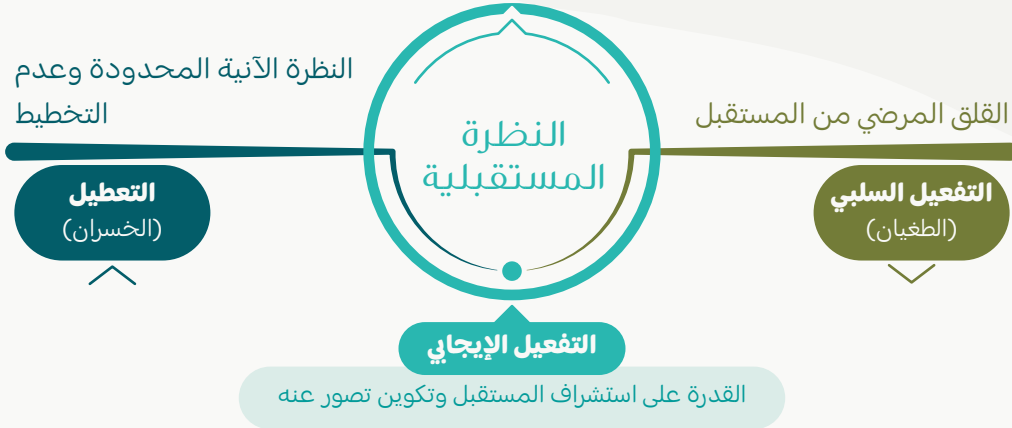 النظرة
المستقبلية
القلق المرضي من المستقبل
التفعيل السلبي
(الطغيان)
النظرة الآنية المحدودة وعدم
التخطيط
التعطيل
(الخسران)
التفعيل الإيجابي
القدرة على استشراف المستقبل وتكوين تصور عنه